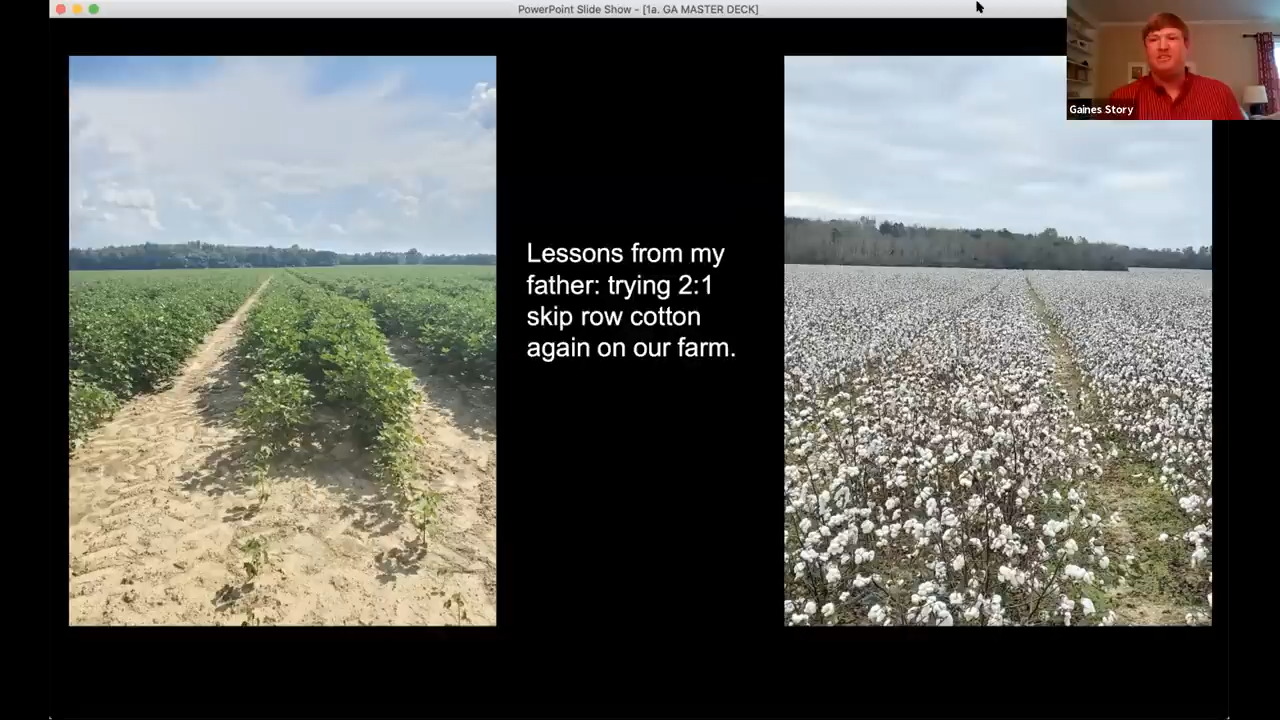 PowerPoint Slide Show - [1a. GA MASTER DECK]
Gaines Story
Lessons from my
father: trying 2:1
skip row cotton
again on our farm.